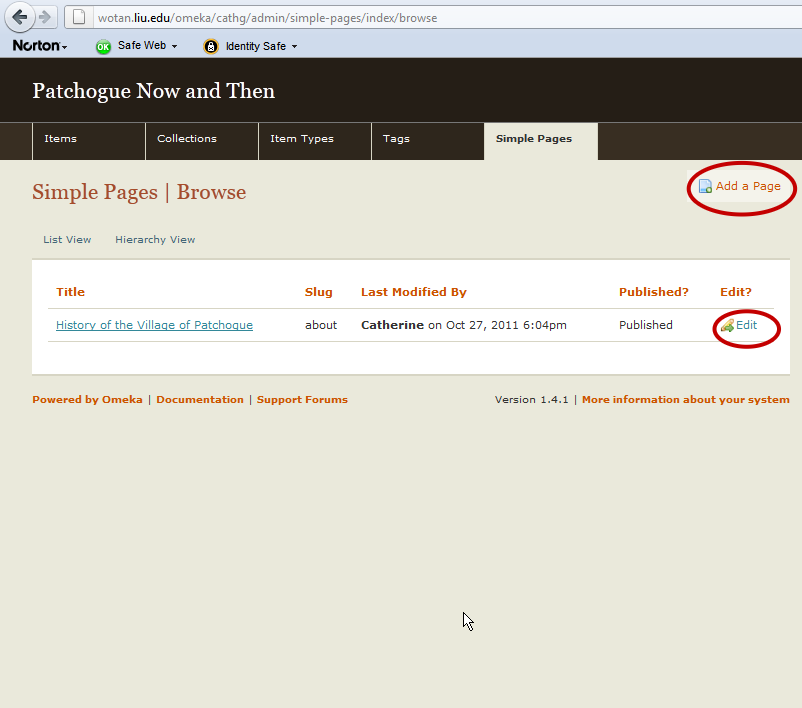 wotan.liu.edu/omeka/cathg/admin/simple-pages/index/browse
Norton OK Safe Web Identity Safe
Patchogue Now and Then
Items Collections Item Types Tags Simple Pages
Simple Pages | Browse Add a Page
List View Hierarchy View
Title Slug Last Modified By Published? Edit?
History of the Village of Patchogue about Catherine on Oct 27, 2011 6:04pm Published Edit
Powered by Omeka | Documentation | Support Forums Version 1.4.1 | More information about your system